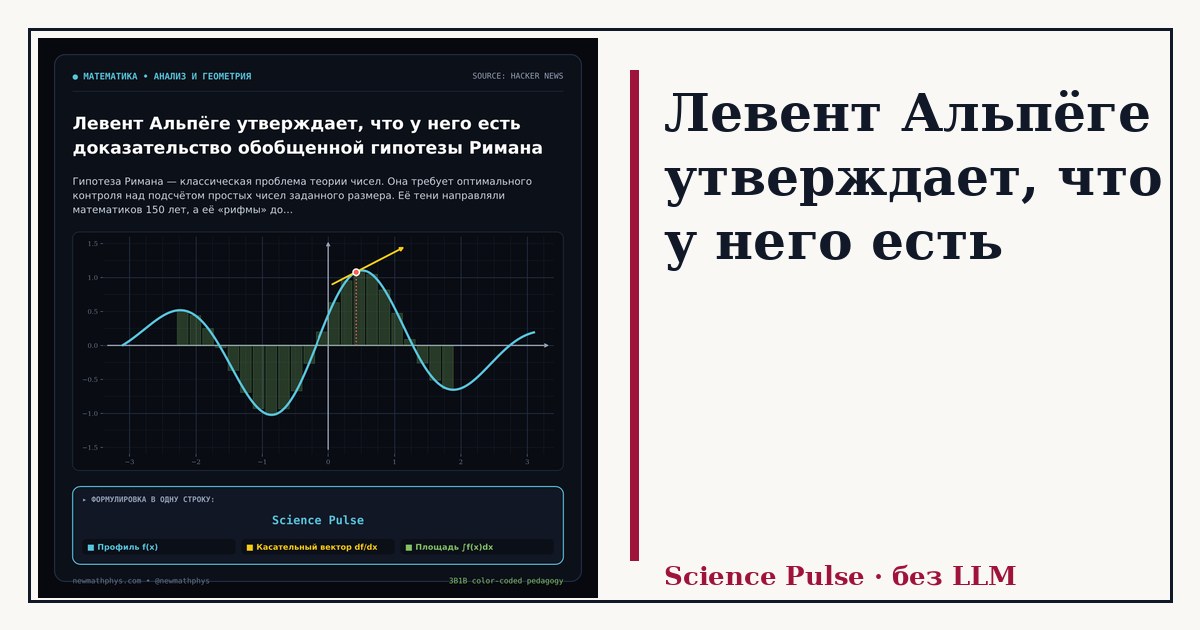 ● МАТЕМАТИКА • АНАЛИЗ И ГЕОМЕТРИЯ
SOURCE: HACKER NEWS
Левент Альпёге утверждает, что у него есть
доказательство обобщенной гипотезы Римана
Гипотеза Римана — классическая проблема теории чисел. Она требует оптимального
контроля над подсчётом простых чисел заданного размера. Её тени направляли
математиков 150 лет, а её «рифмы» до...
1.5
1.0
0.5
0.0
−0.5
−1.0
−1.5
−3 −2 −1 0 1 2 3
▸ ФОРМУЛИРОВКА В ОДНУ СТРОКУ:
Science Pulse
■ Профиль f(x)
■ Касательный вектор df/dx
■ Площадь ∫f(x)dx
newmathphys.com • @newmathphys
3B1B color-coded pedagogy
Левент Альпёге
утверждает, что
у него есть
Science Pulse · без LLM